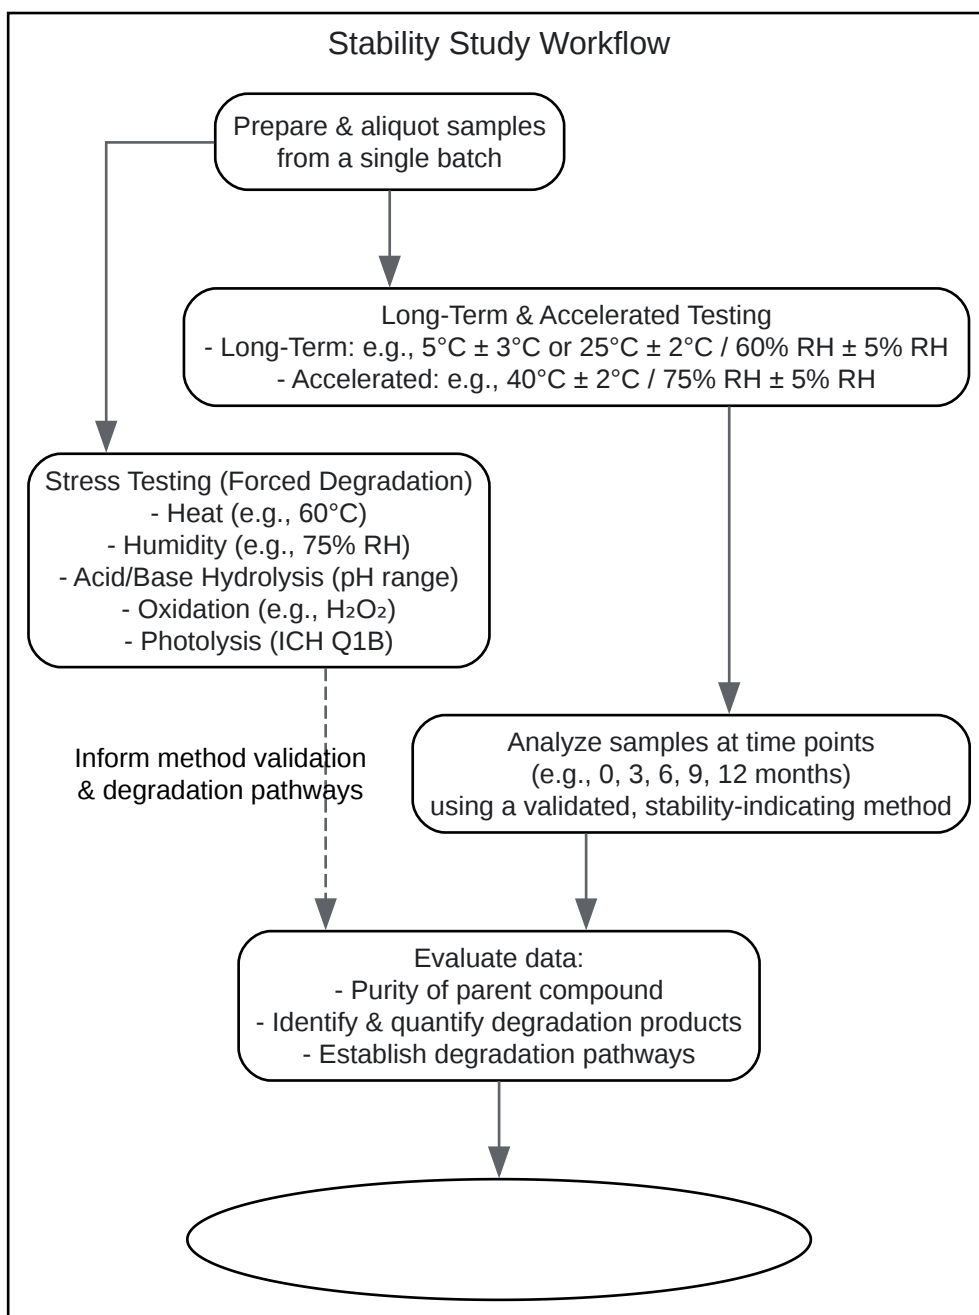 Stability Study Workflow
Prepare & aliquot samples
from a single batch
Long-Term & Accelerated Testing
- Long-Term: e.g., 5°C ± 3°C or 25°C ± 2°C / 60% RH ± 5% RH
- Accelerated: e.g., 40°C ± 2°C / 75% RH ± 5% RH
Stress Testing (Forced Degradation)
- Heat (e.g., 60°C)
- Humidity (e.g., 75% RH)
- Acid/Base Hydrolysis (pH range)
- Oxidation (e.g., H₂O₂)
- Photolysis (ICH Q1B)
Inform method validation
& degradation pathways
Analyze samples at time points
(e.g., 0, 3, 6, 9, 12 months)
using a validated, stability-indicating method
Evaluate data:
- Purity of parent compound
- Identify & quantify degradation products
- Establish degradation pathways